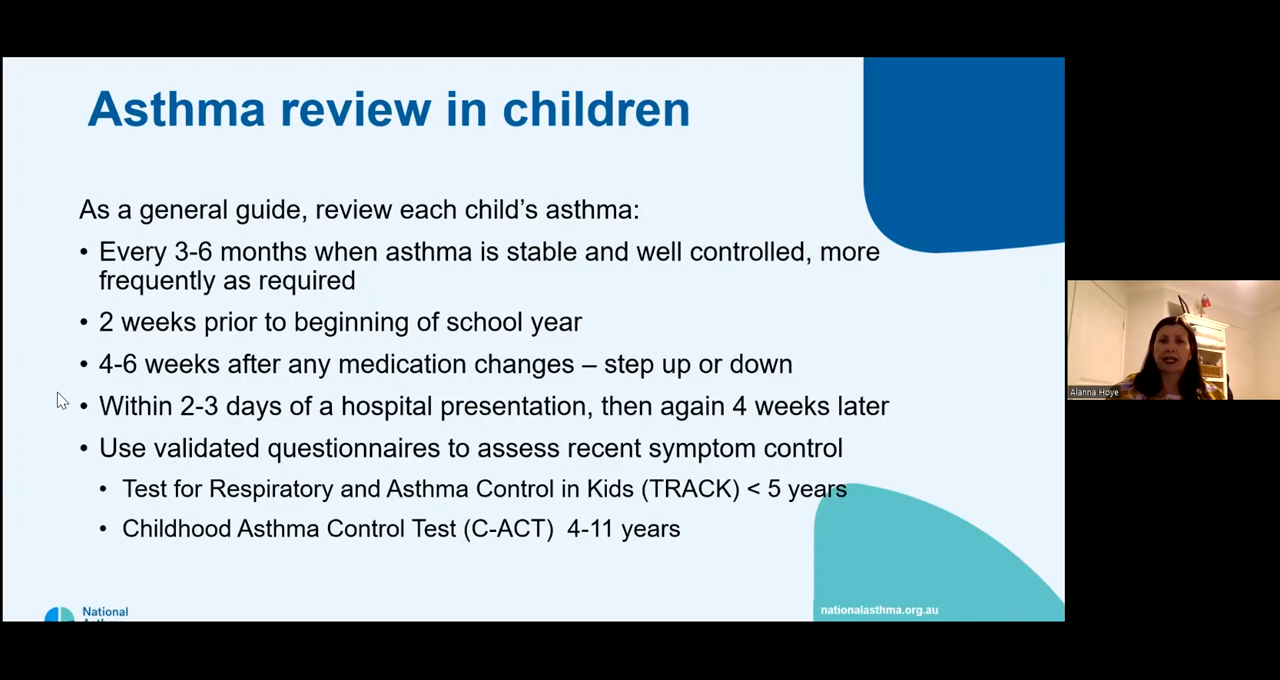 Asthma review in children
As a general guide, review each child's asthma:
• Every 3-6 months when asthma is stable and well controlled, more
frequently as required
• 2 weeks prior to beginning of school year
• 4-6 weeks after any medication changes – step up or down
• Within 2-3 days of a hospital presentation, then again 4 weeks later
• Use validated questionnaires to assess recent symptom control
• Test for Respiratory and Asthma Control in Kids (TRACK) < 5 years
• Childhood Asthma Control Test (C-ACT) 4-11 years
National
nationalasthma.org.au
Alanna Hoye